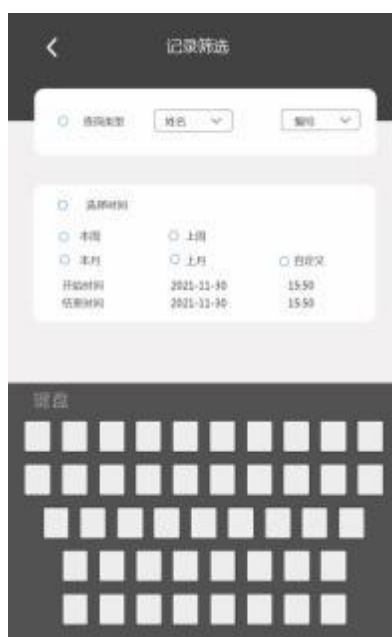 记录筛选
查询类型 姓名 编号
选择时间
本周 上周
本月 上月 自定义
开始时间 2021-11-30 15:50
结束时间 2021-11-30 15:50
键盘